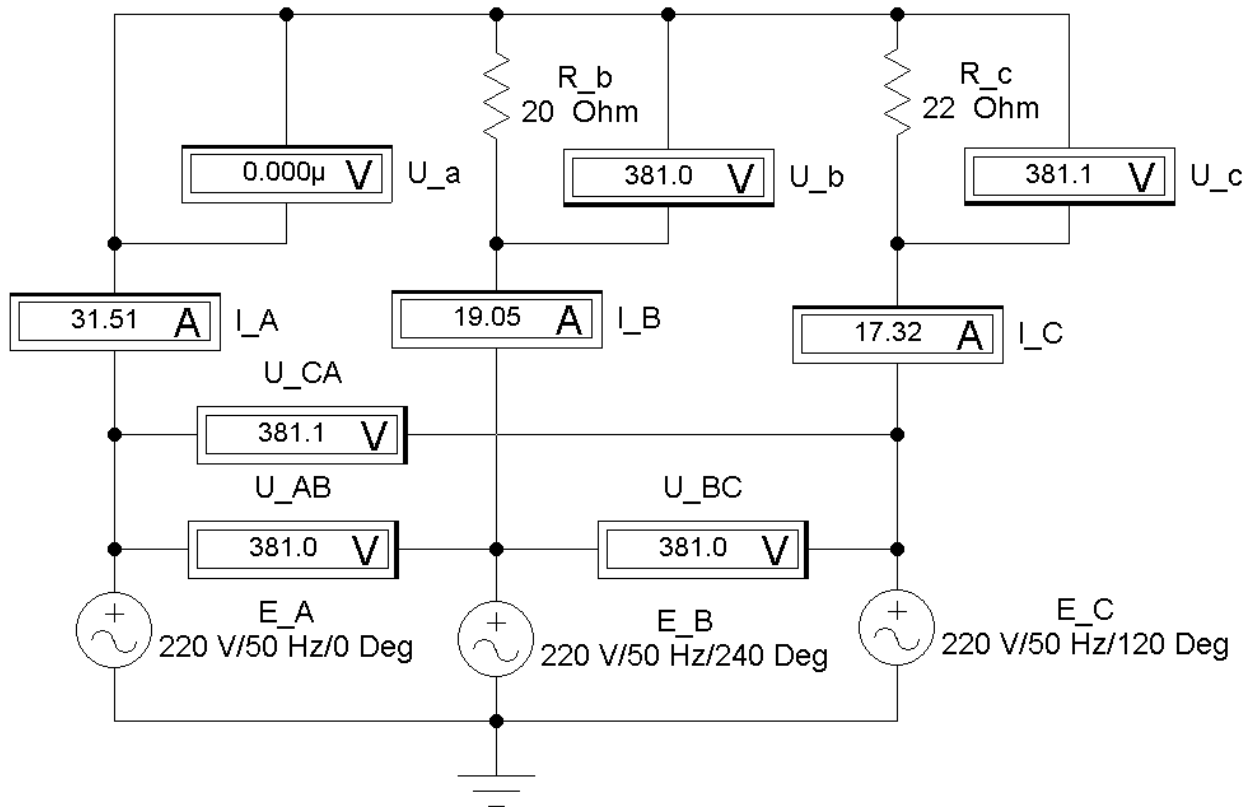 R_b
20 Ohm
R_c
22 Ohm
0.000µ V
U_a
381.0 V
U_b
381.1 V
U_c
31.51 A
I_A
19.05 A
I_B
17.32 A
I_C
U_CA
381.1 V
U_AB
381.0 V
U_BC
381.0 V
+
E_A
220 V/50 Hz/0 Deg
+
E_B
220 V/50 Hz/240 Deg
+
E_C
220 V/50 Hz/120 Deg